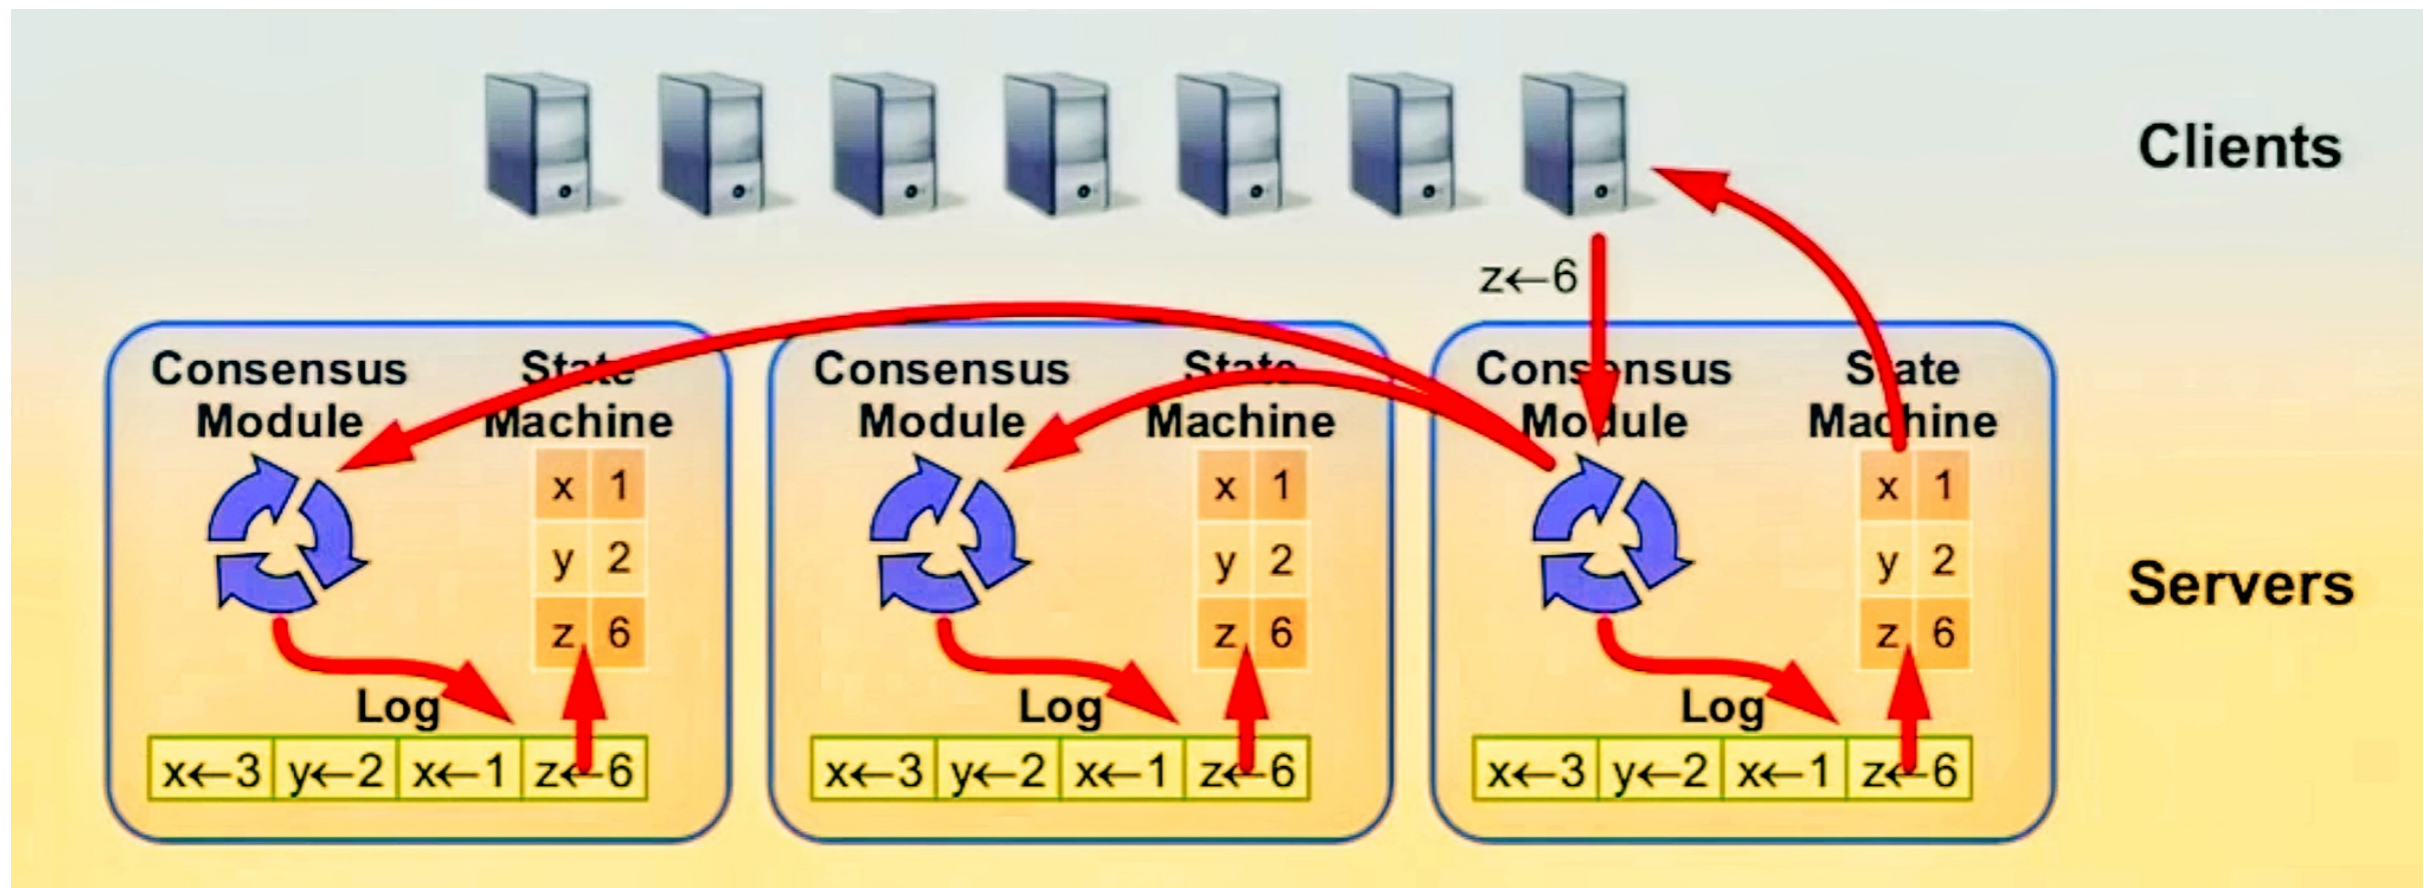 Clients
z←6
Consensus
Module
State
Machine
x 1
y 2
z 6
Log
x←3 y←2 x←1 z←6
Consensus
Module
State
Machine
x 1
y 2
z 6
Log
x←3 y←2 x←1 z←6
Consensus
Module
State
Machine
x 1
y 2
z 6
Log
x←3 y←2 x←1 z←6
Servers